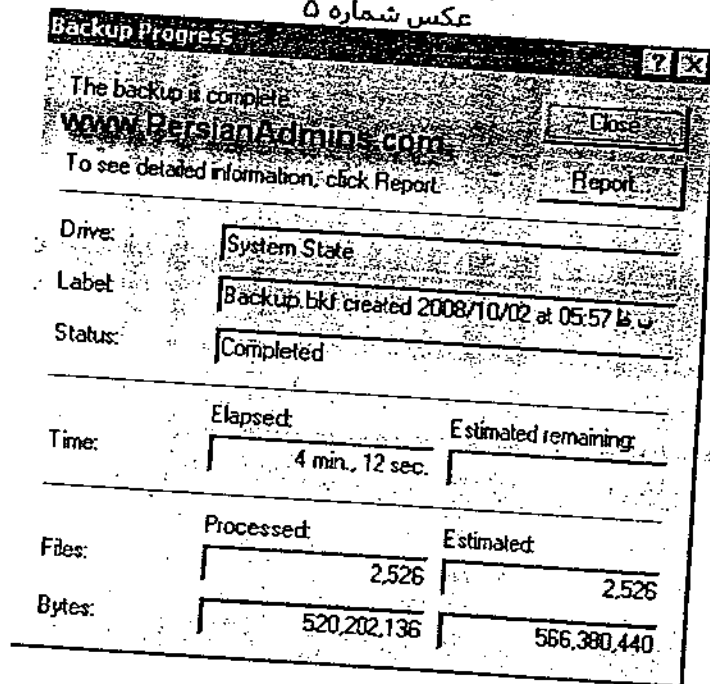 عکس شماره ۵
Backup Progress
The backup is complete.
www.PersianAdmins.com
To see detailed information, click Report.
Close
Report...
Drive: System State
Label: Backup.bkf created 2008/10/02 at 05:57 ب.ظ
Status: Completed
Elapsed: Estimated remaining:
Time: 4 min., 12 sec.
Processed: Estimated:
Files: 2,526 2,526
Bytes: 520,202,136 566,380,440